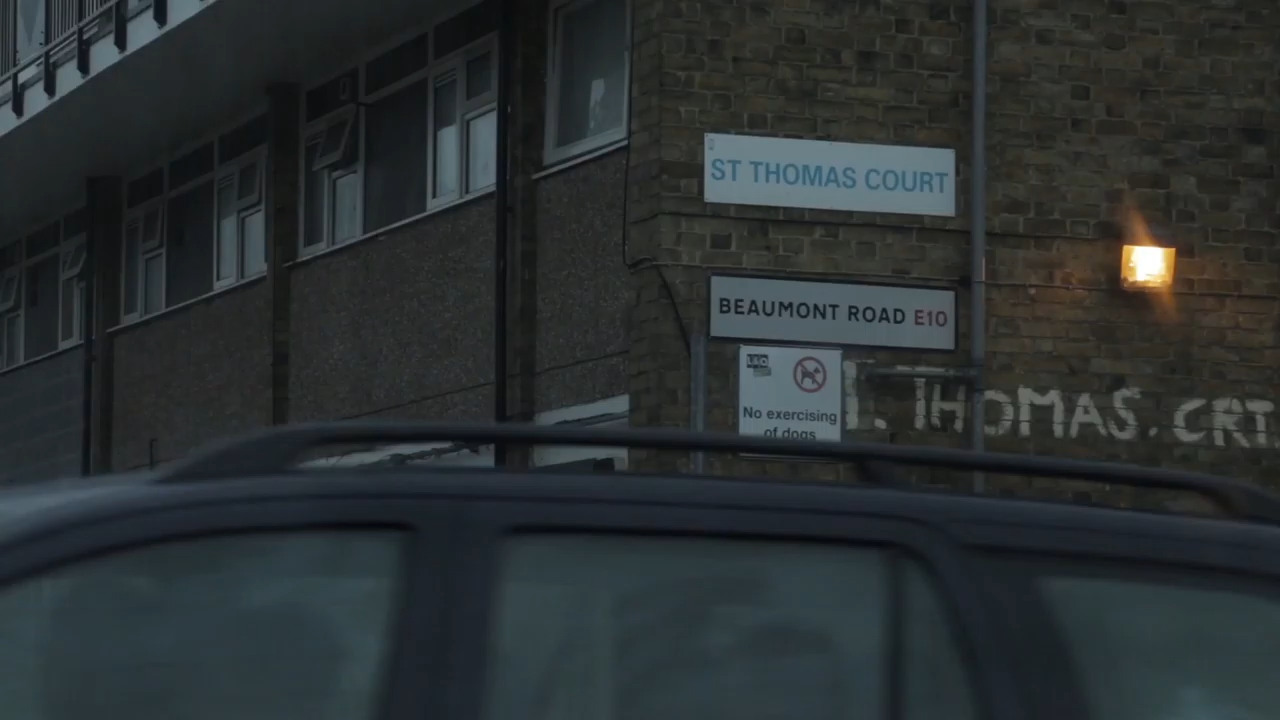 ST THOMAS COURT
BEAUMONT ROAD E10
No exercising
of dogs
T. THOMAS. CRT.